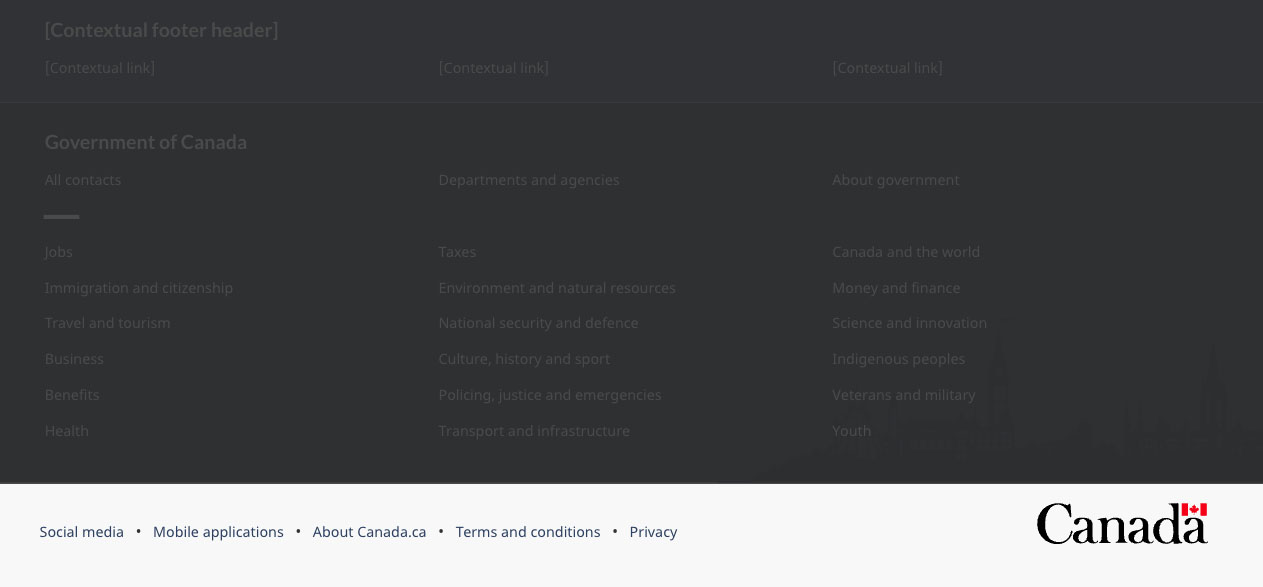 [Contextual footer header]
[Contextual link] [Contextual link] [Contextual link]
Government of Canada
All contacts Departments and agencies About government
Jobs Taxes Canada and the world
Immigration and citizenship Environment and natural resources Money and finance
Travel and tourism National security and defence Science and innovation
Business Culture, history and sport Indigenous peoples
Benefits Policing, justice and emergencies Veterans and military
Health Transport and infrastructure Youth
Social media • Mobile applications • About Canada.ca • Terms and conditions • Privacy Canada